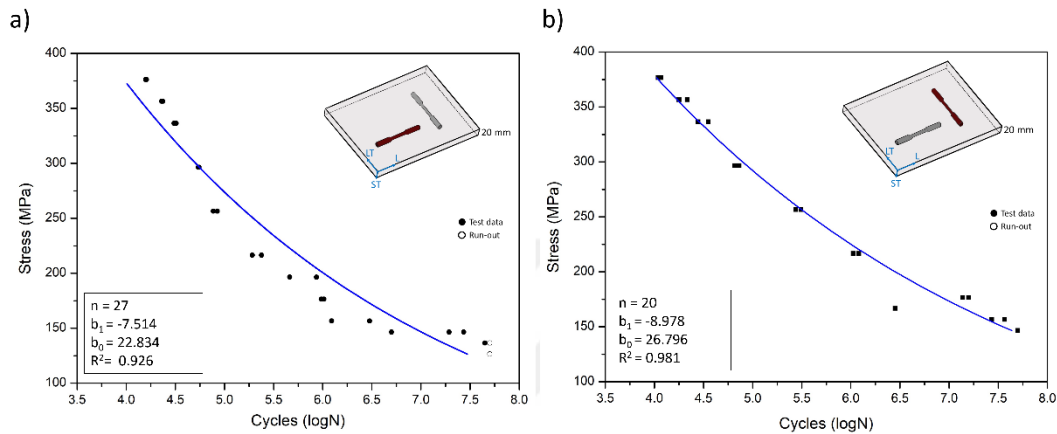 a)
400
350
300
250
200
150
100
Stress (MPa)
3.5 4.0 4.5 5.0 5.5 6.0 6.5 7.0 7.5 8.0
Cycles (logN)
20 mm
LT
L
ST
Test data
Run-out
n = 27
b1 = -7.514
b0 = 22.834
R2= 0.926
b)
400
350
300
250
200
150
100
Stress (MPa)
3.5 4.0 4.5 5.0 5.5 6.0 6.5 7.0 7.5 8.0
Cycles (logN)
20 mm
LT
L
ST
Test data
Run-out
n = 20
b1 = -8.978
b0 = 26.796
R2 = 0.981